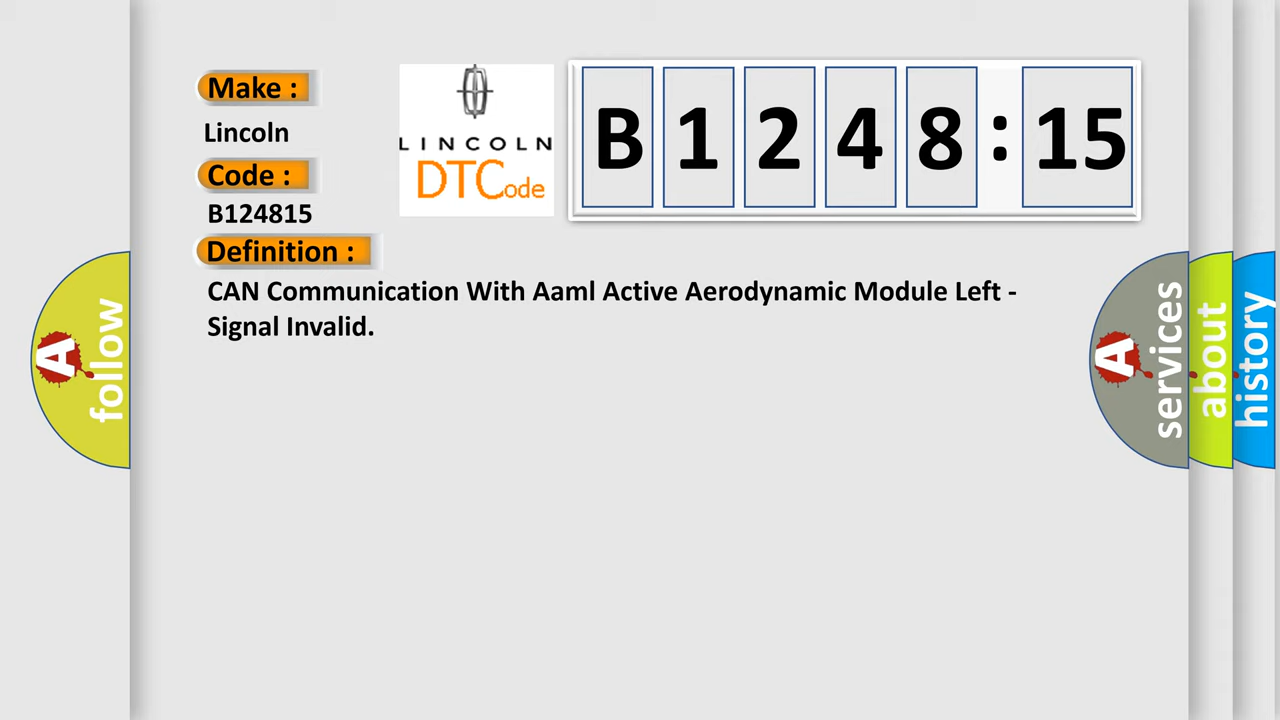 Make :
Lincoln
Code :
B124815
Definition :
CAN Communication With Aaml Active Aerodynamic Module Left -
Signal Invalid.
LINCOLN
DTCode
B 1 2 4 8 : 15
A follow
A services
about
history